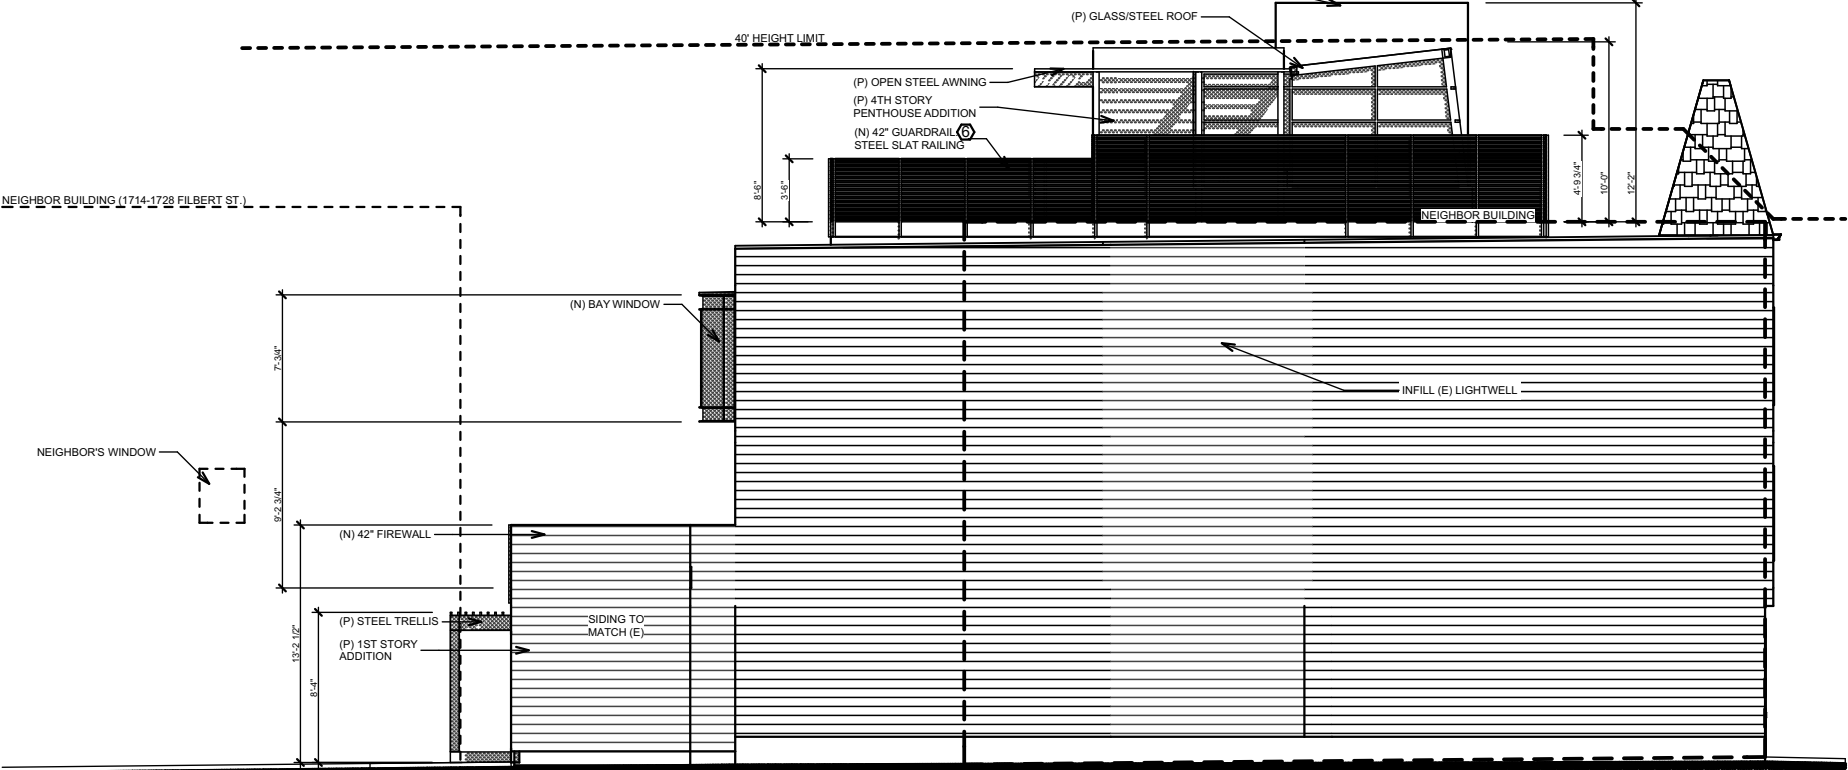 (P) GLASS/STEEL ROOF
40' HEIGHT LIMIT
(P) OPEN STEEL AWNING
(P) 4TH STORY
PENTHOUSE ADDITION
(N) 42" GUARDRAIL 6
STEEL SLAT RAILING
8'-6"
3'-6"
4'-9 3/4"
10'-0"
12'-2"
NEIGHBOR BUILDING (1714-1728 FILBERT ST.)
NEIGHBOR BUILDING
(N) BAY WINDOW
7'-3/4"
INFILL (E) LIGHTWELL
NEIGHBOR'S WINDOW
9'-2 3/4"
(N) 42" FIREWALL
(P) STEEL TRELLIS
SIDING TO
MATCH (E)
(P) 1ST STORY
ADDITION
13'-2 1/2"
8'-4"